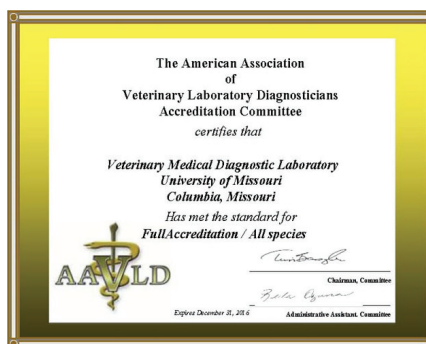 The American Association
of
Veterinary Laboratory Diagnosticians
Accreditation Committee
certifies that
Veterinary Medical Diagnostic Laboratory
University of Missouri
Columbia, Missouri
Has met the standard for
FullAccreditation / All species
AAVLD
Chairman, Committee
Expires December 31, 2016
Administrative Assistant. Committee